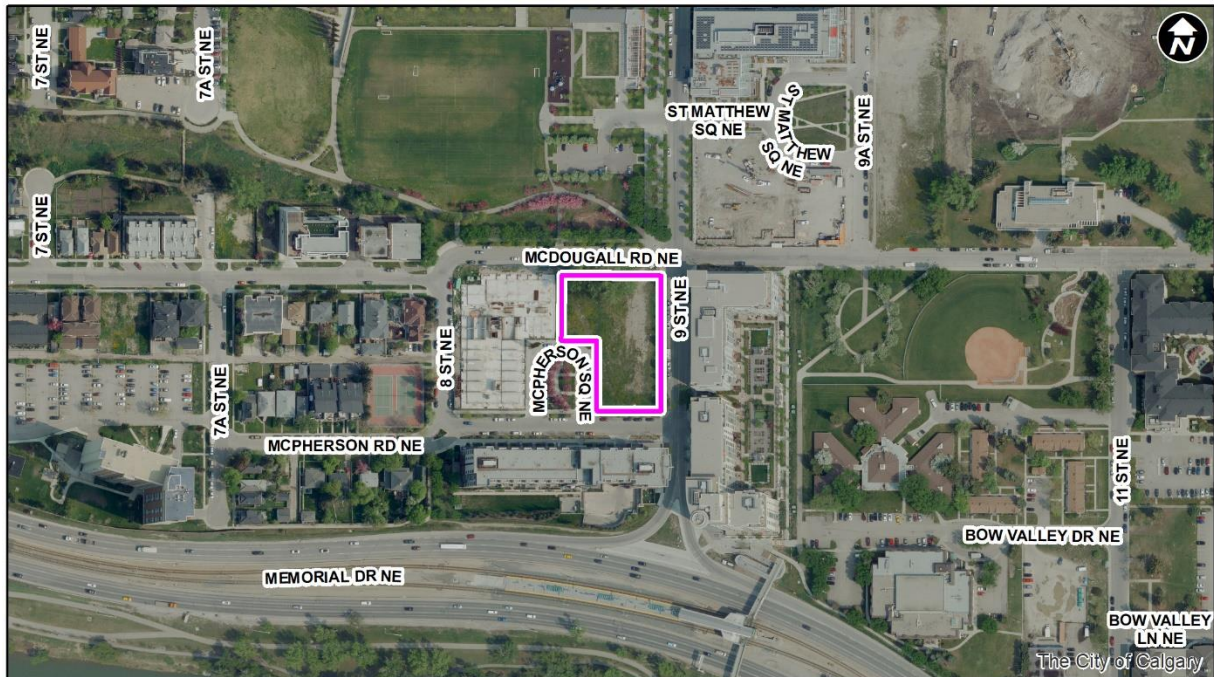 7 ST NE
7A ST NE
N
ST MATTHEW
SQ NE
ST MATTHEW
SQ NE
9A ST NE
7 ST NE
MCDOUGALL RD NE
9 ST NE
8 ST NE
MCPHERSON
SQ NE
7A ST NE
MCPHERSON RD NE
11 ST NE
BOW VALLEY DR NE
MEMORIAL DR NE
BOW VALLEY
LN NE
The City of Calgary